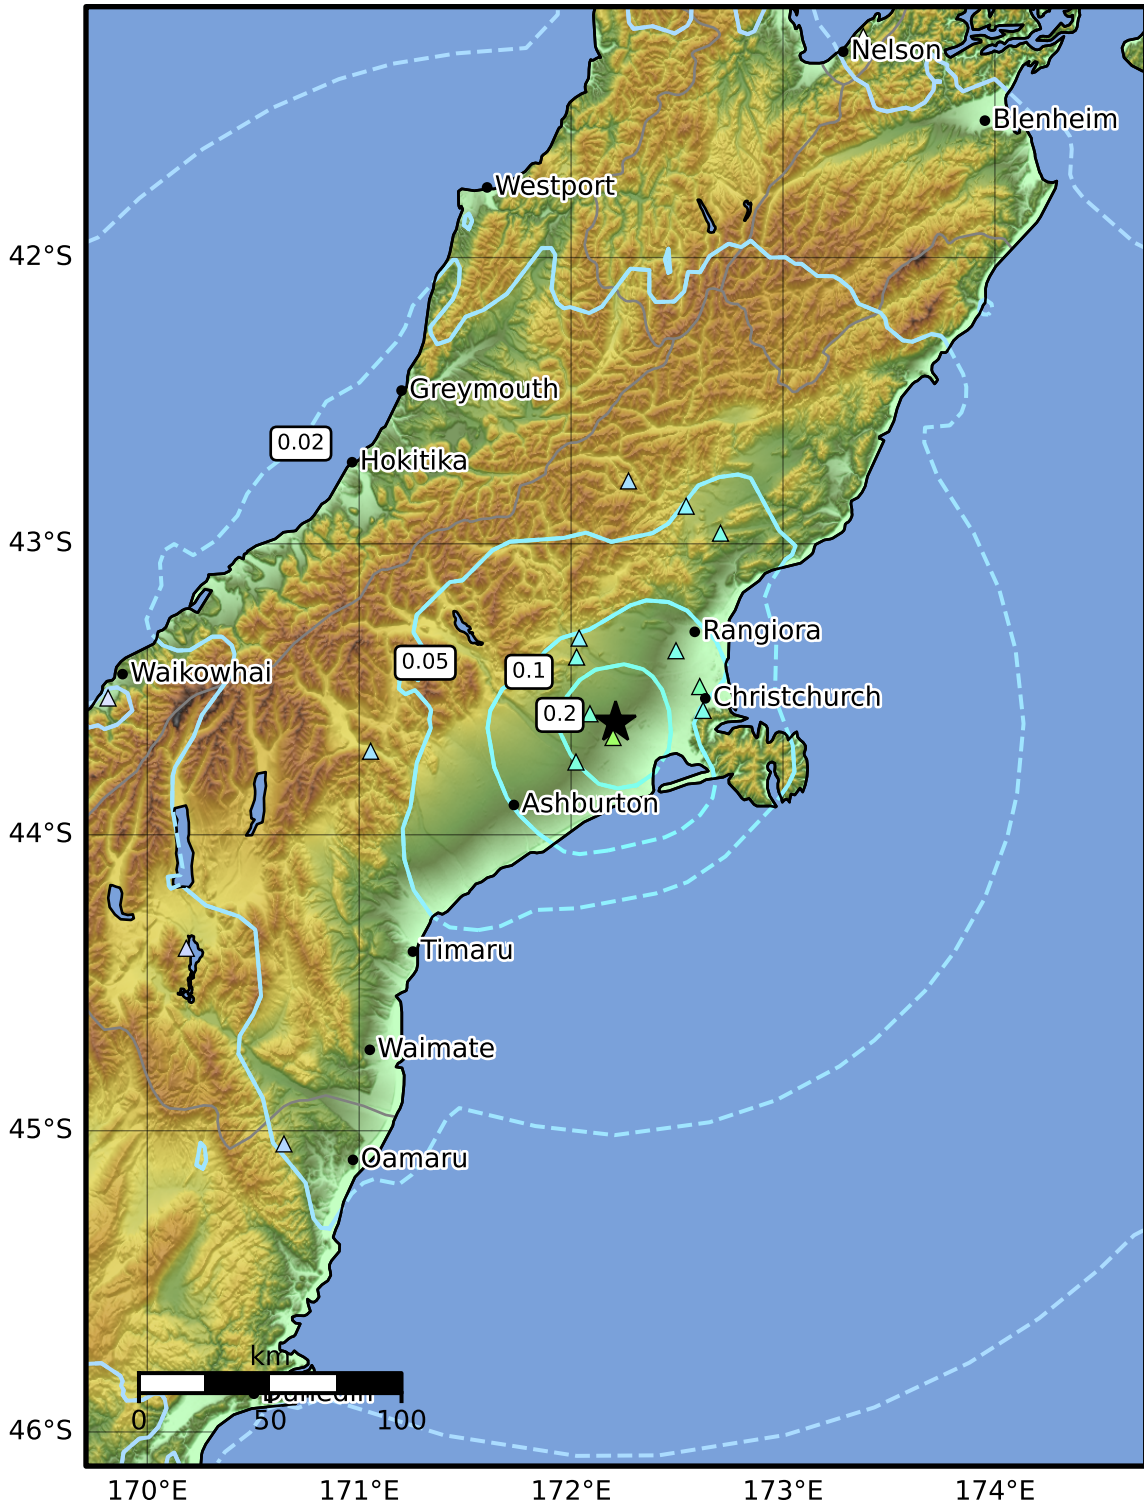 Nelson
Blenheim
Westport
42°S
Greymouth
0.02
Hokitika
43°S
Rangiora
0.05
0.1
Waikowhai
Christchurch
0.2
Ashburton
44°S
Timaru
Waimate
45°S
Oamaru
km
Dunedin
0 50 100
46°S
170°E 171°E 172°E 173°E 174°E